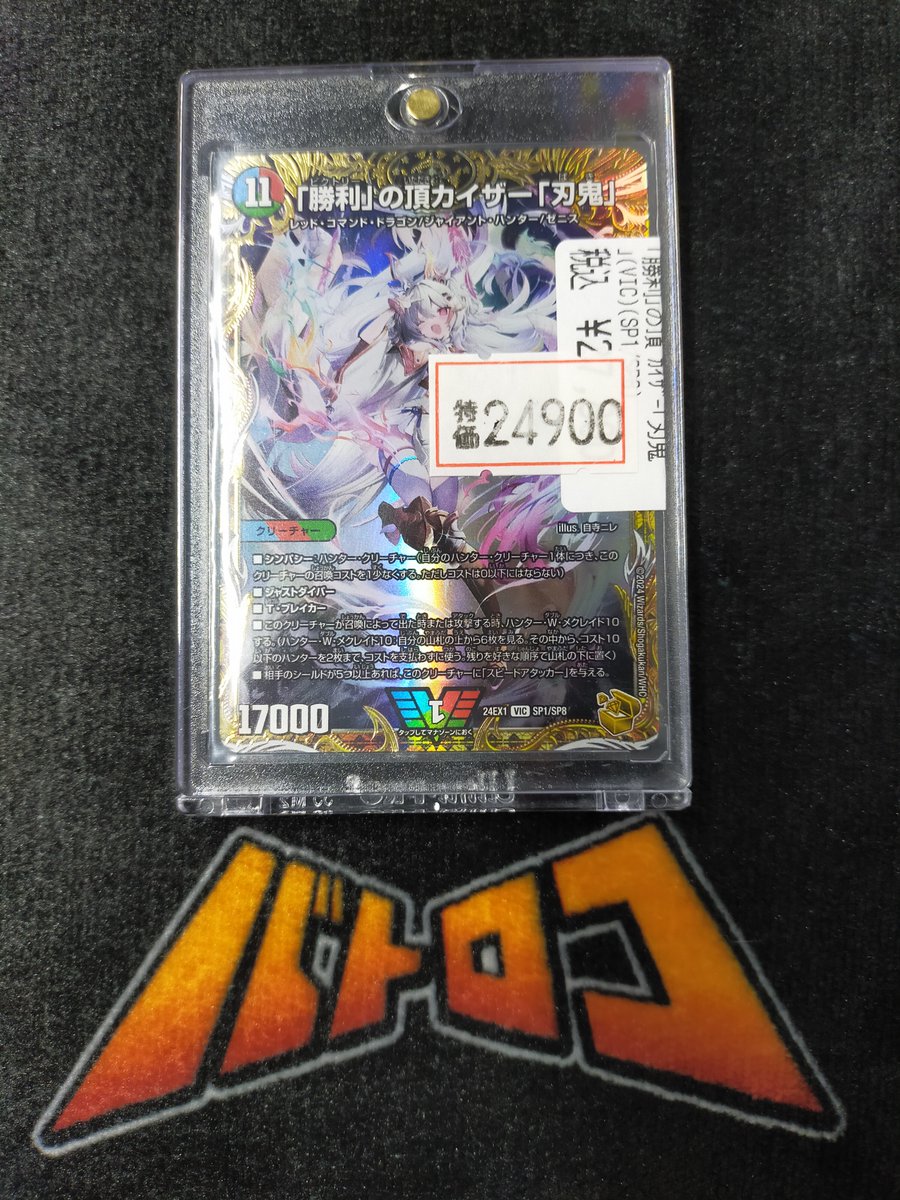 11
「勝利」の頂カイザー「刃鬼」
レッド・コマンド・ドラゴン/ジャイアント・ハンター/ゼニス
「勝利」の頂 カイザー「刃鬼
」(VIC)(SP1
税込 ¥2
特価 24900
クリーチャー
illus. 白寺ニレ
■シンパシー:ハンター・クリーチャー(自分のハンター・クリーチャー1体につき、この
クリーチャーの召喚コストを1少なくする。ただしコストは0以下にはならない)
■ジャストダイバー
■T・ブレイカー
■このクリーチャーが召喚によって出た時または攻撃する時、ハンター・W・メクレイド10
する。(ハンター・W・メクレイド10:自分の山札の上から6枚を見る。その中から、コスト10
以下のハンターを2枚まで、コストを支払わずに使う。残りを好きな順序で山札の下に置く)
■相手のシールドが5つ以上あれば、このクリーチャーに「スピードアタッカー」を与える。
©2024 Wizards/Shogakukan/WHC
17000
1
タップしてマナゾーンにおく
24EX1 VIC SP1/SP8
バトロコ